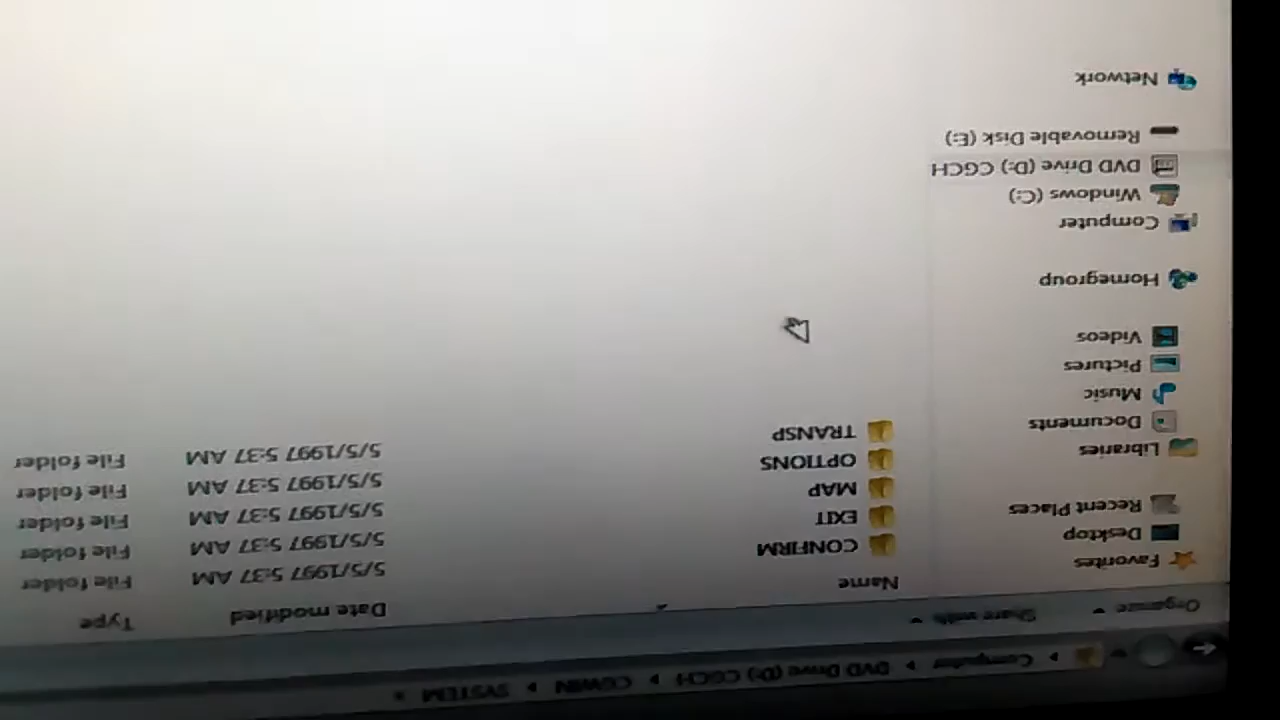 Computer ▸ DVD Drive (D:) CGCH ▸ CGWIN ▸ SYSTEM ▸
Organize Share with
Name Date modified Type
CONFIRM 5/5/1997 5:37 AM File folder
EXIT 5/5/1997 5:37 AM File folder
MAP 5/5/1997 5:37 AM File folder
OPTIONS 5/5/1997 5:37 AM File folder
TRANSP 5/5/1997 5:37 AM File folder
Favorites
Desktop
Recent Places
Libraries
Documents
Music
Pictures
Videos
Homegroup
Computer
Windows (C:)
DVD Drive (D:) CGCH
Removable Disk (E:)
Network